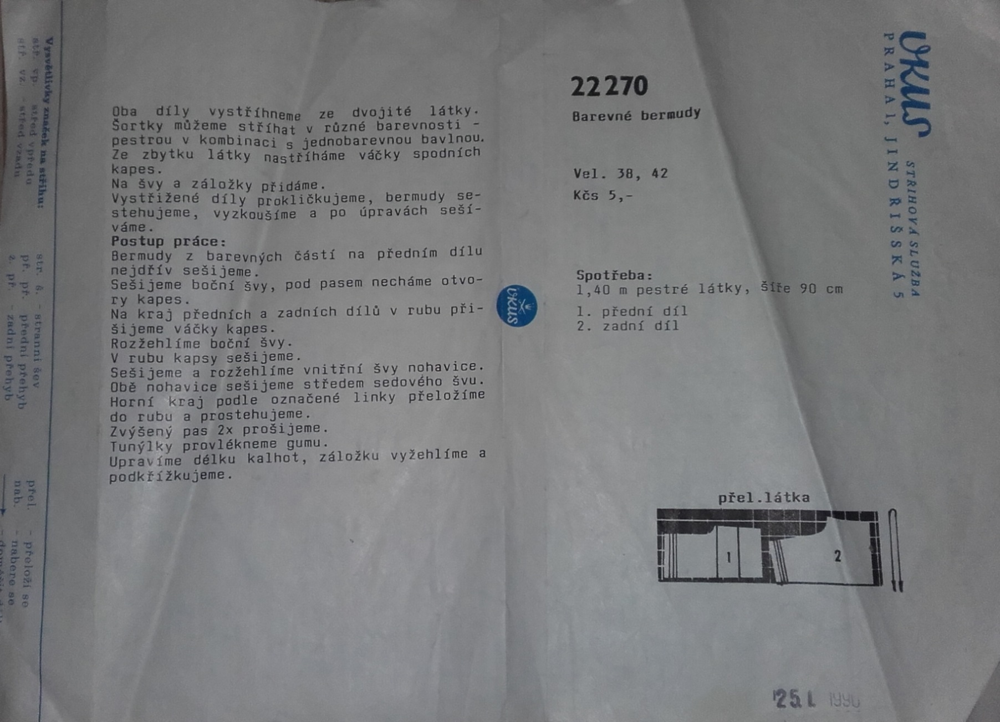 Vysvětlivky značek na střihu:
stř. vp. - střed vpředu
stř. vz. - střed vzadu
str. š. - stranní šev
př. př. - přední přehyb
z. př. - zadní přehyb
přel. - přeloží se
nab. - nabere se
Oba díly vystříhneme ze dvojité látky.
Šortky můžeme stříhat v různé barevnosti -
pestrou v kombinaci s jednobarevnou bavlnou.
Ze zbytku látky nastříháme váčky spodních
kapes.
Na švy a záložky přidáme.
Vystřižené díly prokličkujeme, bermudy se-
stehujeme, vyzkoušíme a po úpravách seší-
váme.
Postup práce:
Bermudy z barevných částí na předním dílu
nejdřív sešijeme.
Sešijeme boční švy, pod pasem necháme otvo-
ry kapes.
Na kraj předních a zadních dílů v rubu při-
šijeme váčky kapes.
Rozžehlíme boční švy.
V rubu kapsy sešijeme.
Sešijeme a rozžehlíme vnitřní švy nohavice.
Obě nohavice sešijeme středem sedového švu.
Horní kraj podle označené linky přeložíme
do rubu a prostehujeme.
Zvýšený pas 2x prošijeme.
Tunýlky provlékneme gumu.
Upravíme délku kalhot, záložku vyžehlíme a
podkřížkujeme.
VKUS
22 270
Barevné bermudy
Vel. 38, 42
Kčs 5,-
Spotřeba:
1,40 m pestré látky, šíře 90 cm
1. přední díl
2. zadní díl
přel.látka
1
2
VKUS
STŘIHOVÁ SLUŽBA
PRAHA 1, JINDŘIŠSKÁ 5
25. I. 1990